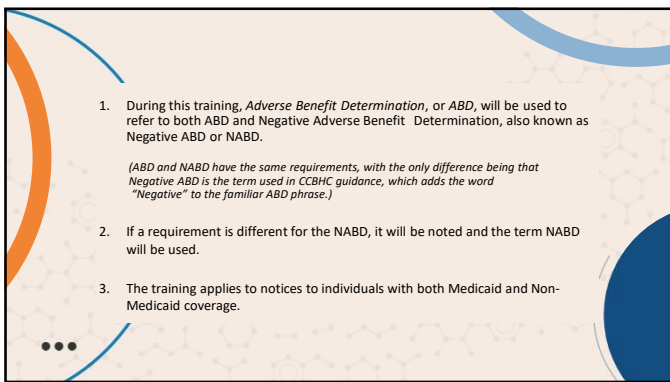 1. During this training, Adverse Benefit Determination, or ABD, will be used to
refer to both ABD and Negative Adverse Benefit Determination, also known as
Negative ABD or NABD.
(ABD and NABD have the same requirements, with the only difference being that
Negative ABD is the term used in CCBHC guidance, which adds the word
"Negative" to the familiar ABD phrase.)
2. If a requirement is different for the NABD, it will be noted and the term NABD
will be used.
3. The training applies to notices to individuals with both Medicaid and Non-
Medicaid coverage.